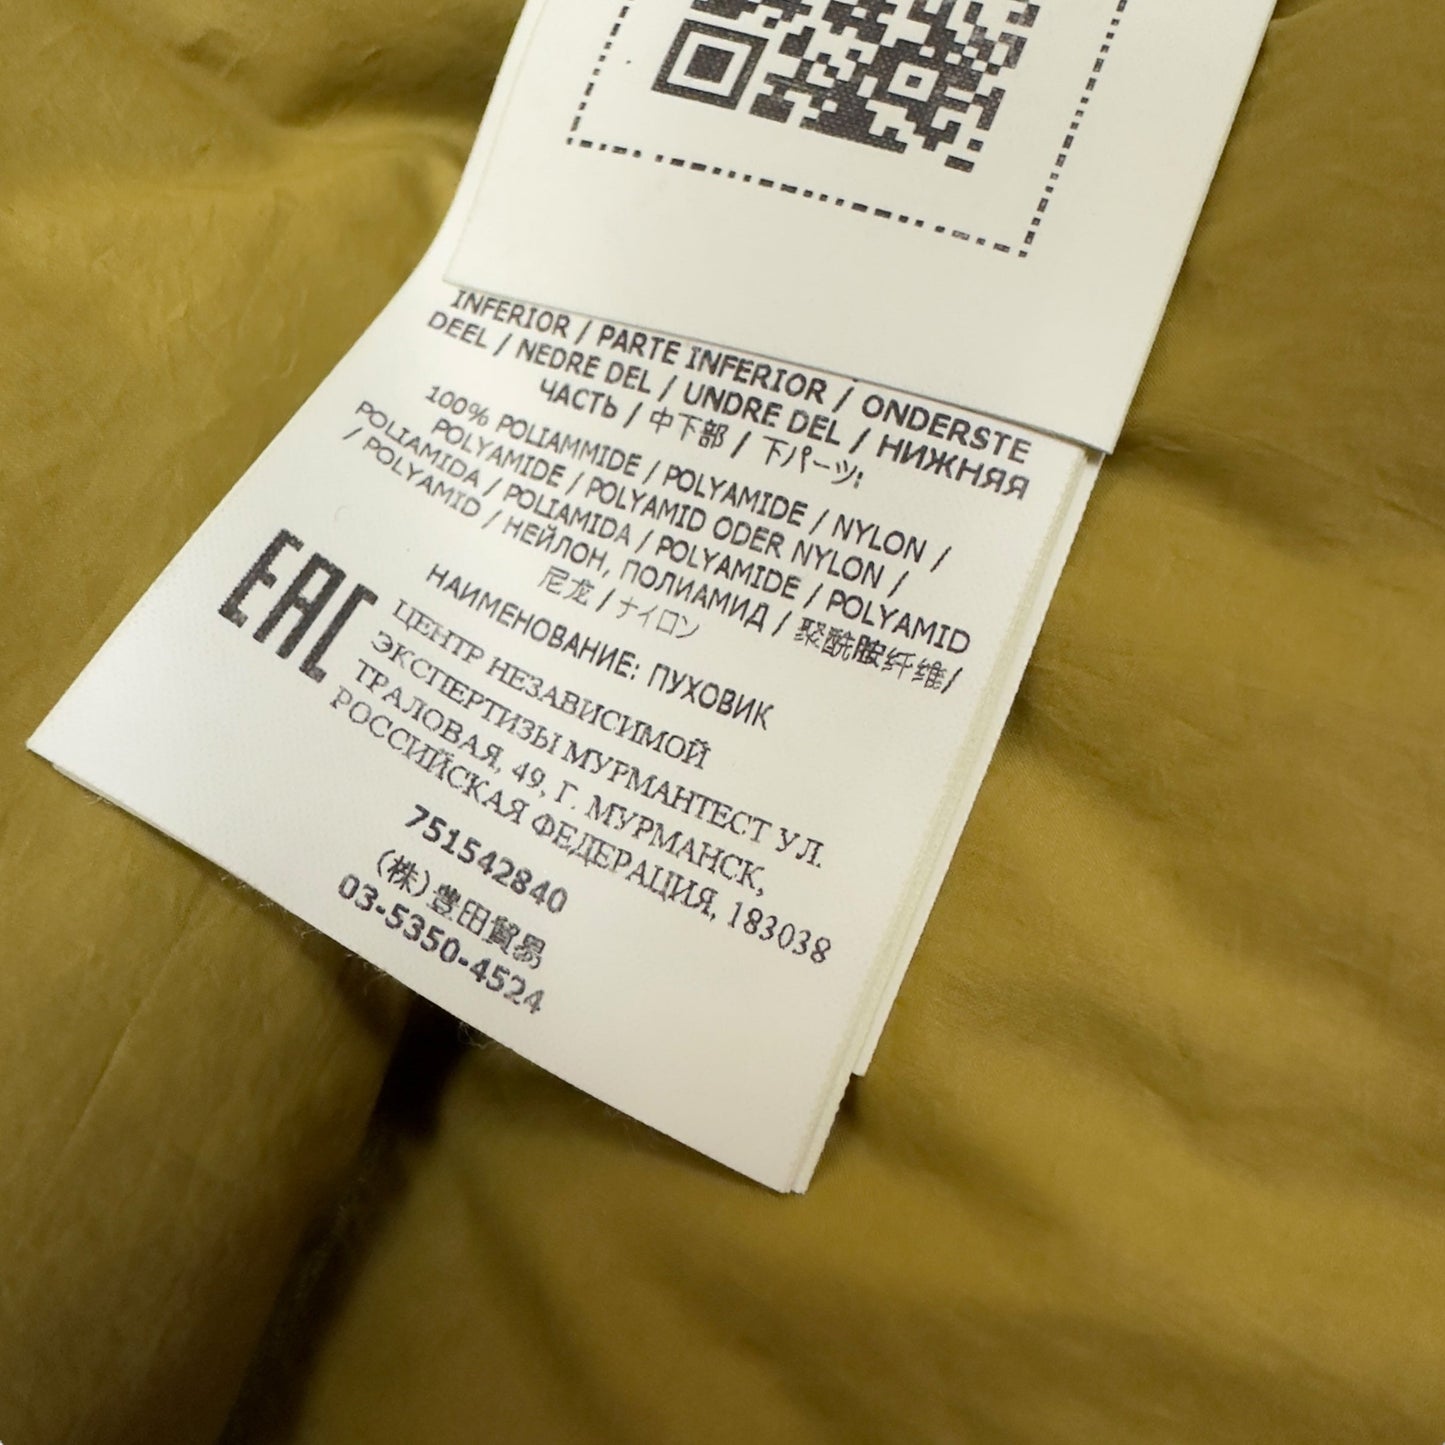 INFERIOR / PARTE INFERIOR / ONDERSTE
DEEL / NEDRE DEL / UNDRE DEL / НИЖНЯЯ
ЧАСТЬ / 中下部 / 下パーツ:
100% POLIAMMIDE / POLYAMIDE / NYLON /
POLYAMIDE / POLYAMID ODER NYLON /
POLIAMIDA / POLIAMIDA / POLYAMIDE / POLYAMID
/ POLYAMID / НЕЙЛОН, ПОЛИАМИД / 聚酰胺纤维/
尼龙 / ナイロン
НАИМЕНОВАНИЕ: ПУХОВИК
EAC
ЦЕНТР НЕЗАВИСИМОЙ
ЭКСПЕРТИЗЫ МУРМАНТЕСТ УЛ.
ТРАЛОВАЯ, 49, Г. МУРМАНСК,
РОССИЙСКАЯ ФЕДЕРАЦИЯ, 183038
751542840
(株)豊田貿易
03-5350-4524